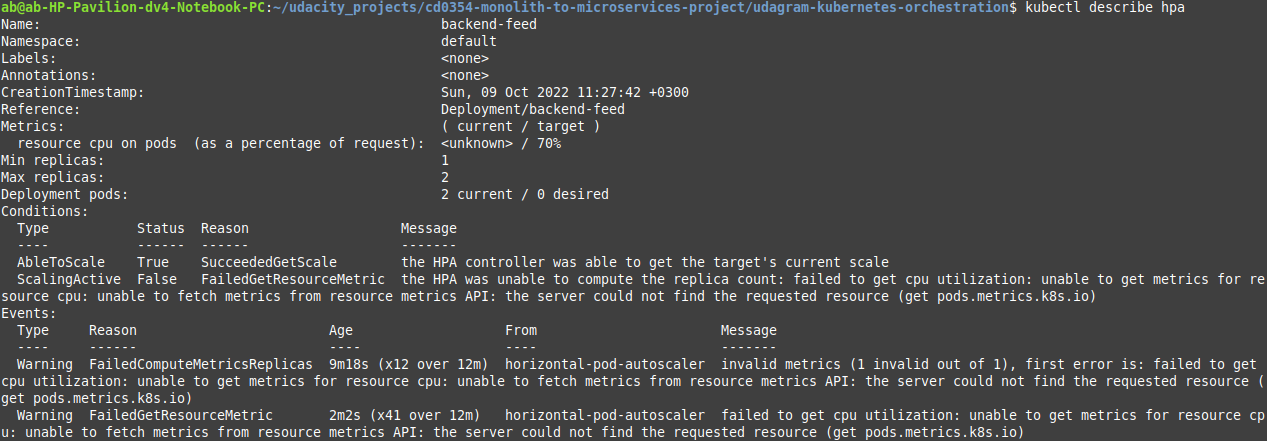 ab@ab-HP-Pavilion-dv4-Notebook-PC:~/udacity_projects/cd0354-monolith-to-microservices-project/udagram-kubernetes-orchestration$ kubectl describe hpa
Name:                                                  backend-feed
Namespace:                                             default
Labels:                                                <none>
Annotations:                                           <none>
CreationTimestamp:                                     Sun, 09 Oct 2022 11:27:42 +0300
Reference:                                             Deployment/backend-feed
Metrics:                                               ( current / target )
  resource cpu on pods  (as a percentage of request):  <unknown> / 70%
Min replicas:                                          1
Max replicas:                                          2
Deployment pods:                                       2 current / 0 desired
Conditions:
  Type           Status  Reason                   Message
  ----           ------  ------                   -------
  AbleToScale    True    SucceededGetScale        the HPA controller was able to get the target's current scale
  ScalingActive  False   FailedGetResourceMetric  the HPA was unable to compute the replica count: failed to get cpu utilization: unable to get metrics for re
source cpu: unable to fetch metrics from resource metrics API: the server could not find the requested resource (get pods.metrics.k8s.io)
Events:
  Type     Reason                        Age                   From                       Message
  ----     ------                        ----                  ----                       -------
  Warning  FailedComputeMetricsReplicas  9m18s (x12 over 12m)  horizontal-pod-autoscaler  invalid metrics (1 invalid out of 1), first error is: failed to get
cpu utilization: unable to get metrics for resource cpu: unable to fetch metrics from resource metrics API: the server could not find the requested resource (
get pods.metrics.k8s.io)
  Warning  FailedGetResourceMetric       2m2s (x41 over 12m)   horizontal-pod-autoscaler  failed to get cpu utilization: unable to get metrics for resource cp
u: unable to fetch metrics from resource metrics API: the server could not find the requested resource (get pods.metrics.k8s.io)